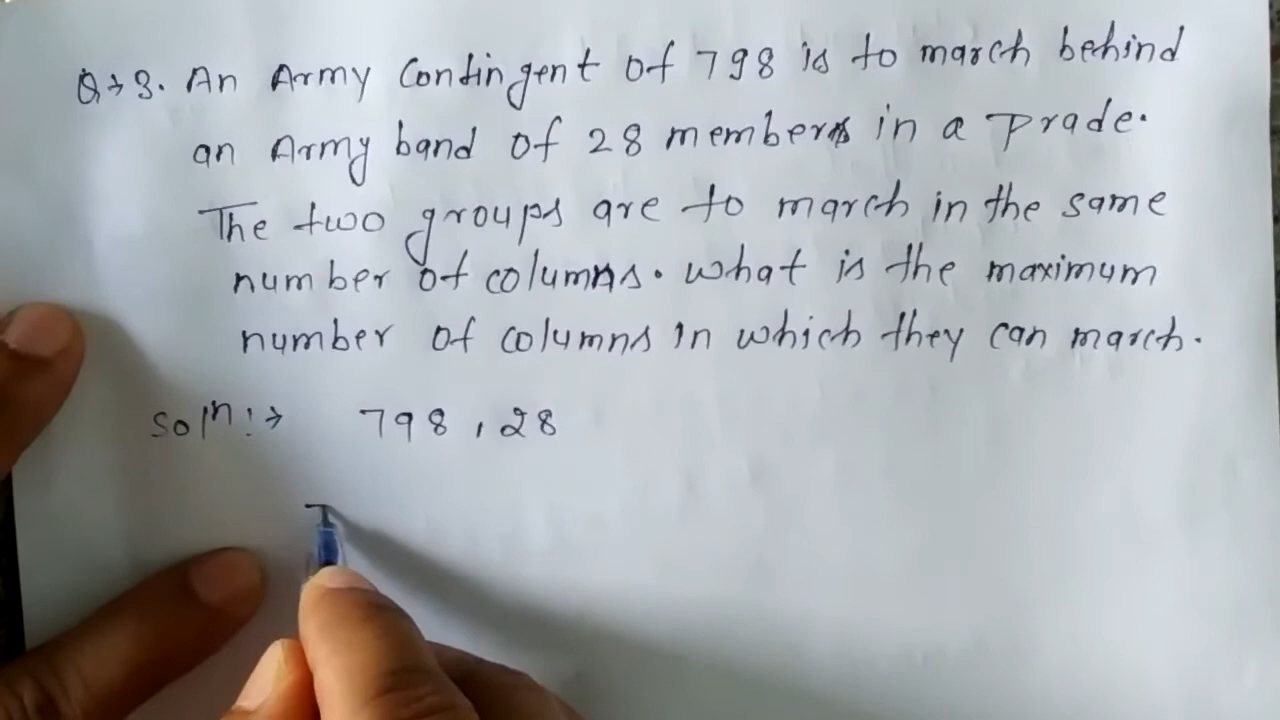 Q→3. An Army Contingent of 798 is to march behind
an Army band of 28 members in a prade.
The two groups are to march in the same
number of columns. what is the maximum
number of columns in which they can march.
Soln:→ 798, 28